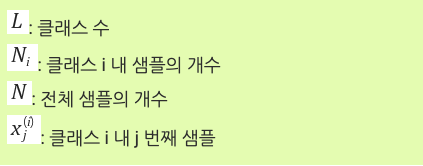 L: 클래스 수
N_i: 클래스 i 내 샘플의 개수
N: 전체 샘플의 개수
x_j^{(i)}: 클래스 i 내 j 번째 샘플